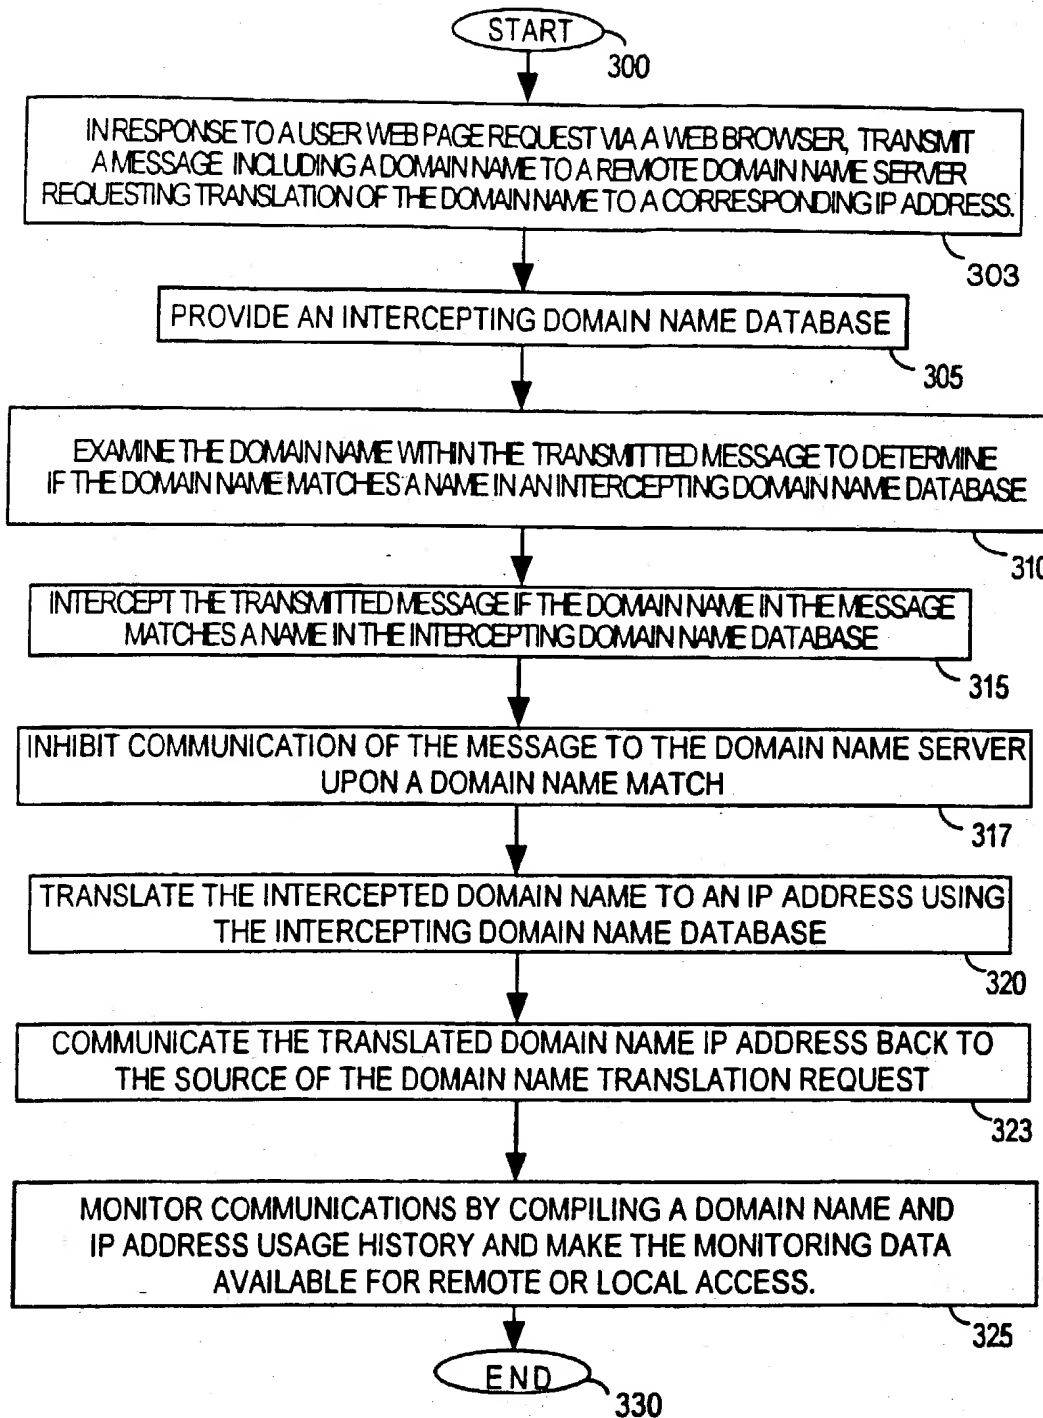 START
300
IN RESPONSE TO A USER WEB PAGE REQUEST VIA A WEB BROWSER, TRANSMIT
A MESSAGE INCLUDING A DOMAIN NAME TO A REMOTE DOMAIN NAME SERVER
REQUESTING TRANSLATION OF THE DOMAIN NAME TO A CORRESPONDING IP ADDRESS.
303
PROVIDE AN INTERCEPTING DOMAIN NAME DATABASE
305
EXAMINE THE DOMAIN NAME WITHIN THE TRANSMITTED MESSAGE TO DETERMINE
IF THE DOMAIN NAME MATCHES A NAME IN AN INTERCEPTING DOMAIN NAME DATABASE
310
INTERCEPT THE TRANSMITTED MESSAGE IF THE DOMAIN NAME IN THE MESSAGE
MATCHES A NAME IN THE INTERCEPTING DOMAIN NAME DATABASE
315
INHIBIT COMMUNICATION OF THE MESSAGE TO THE DOMAIN NAME SERVER
UPON A DOMAIN NAME MATCH
317
TRANSLATE THE INTERCEPTED DOMAIN NAME TO AN IP ADDRESS USING
THE INTERCEPTING DOMAIN NAME DATABASE
320
COMMUNICATE THE TRANSLATED DOMAIN NAME IP ADDRESS BACK TO
THE SOURCE OF THE DOMAIN NAME TRANSLATION REQUEST
323
MONITOR COMMUNICATIONS BY COMPILING A DOMAIN NAME AND
IP ADDRESS USAGE HISTORY AND MAKE THE MONITORING DATA
AVAILABLE FOR REMOTE OR LOCAL ACCESS.
325
END
330